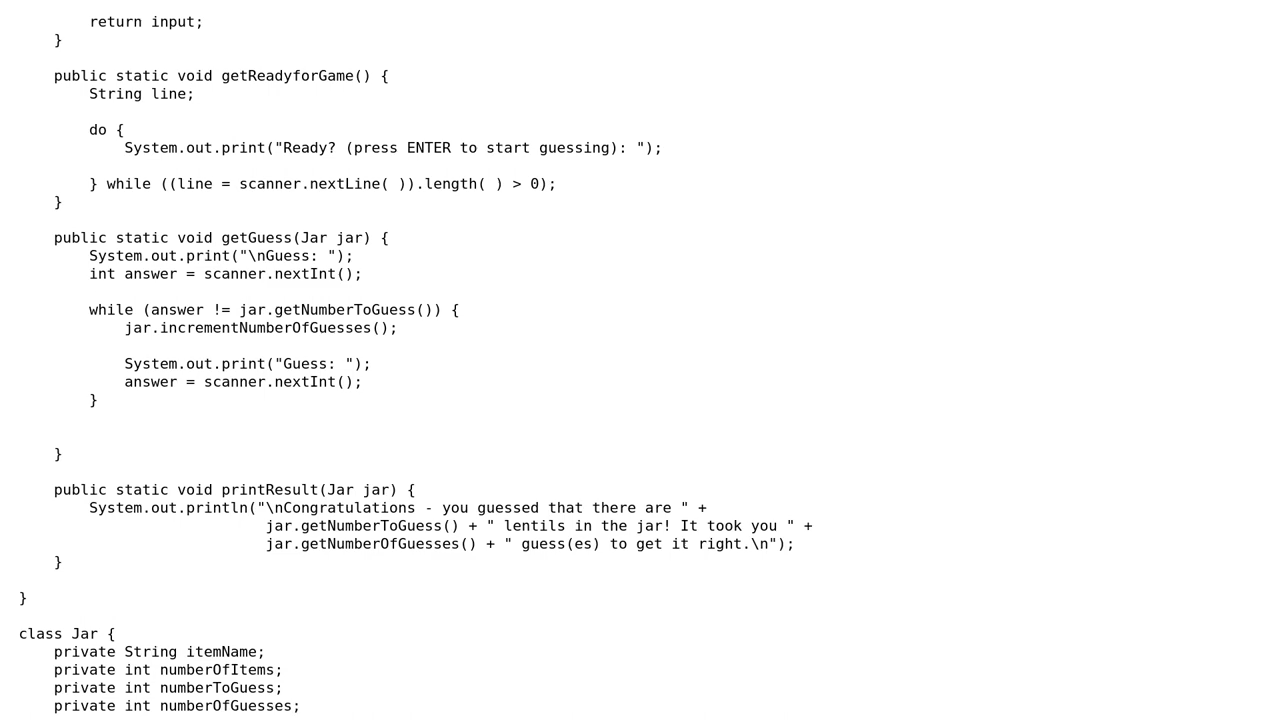 return input;
    }

    public static void getReadyforGame() {
        String line;

        do {
            System.out.print("Ready? (press ENTER to start guessing): ");

        } while ((line = scanner.nextLine( )).length( ) > 0);
    }

    public static void getGuess(Jar jar) {
        System.out.print("\nGuess: ");
        int answer = scanner.nextInt();

        while (answer != jar.getNumberToGuess()) {
            jar.incrementNumberOfGuesses();

            System.out.print("Guess: ");
            answer = scanner.nextInt();
        }


    }

    public static void printResult(Jar jar) {
        System.out.println("\nCongratulations - you guessed that there are " +
                            jar.getNumberToGuess() + " lentils in the jar! It took you " +
                            jar.getNumberOfGuesses() + " guess(es) to get it right.\n");
    }

}

class Jar {
    private String itemName;
    private int numberOfItems;
    private int numberToGuess;
    private int numberOfGuesses;